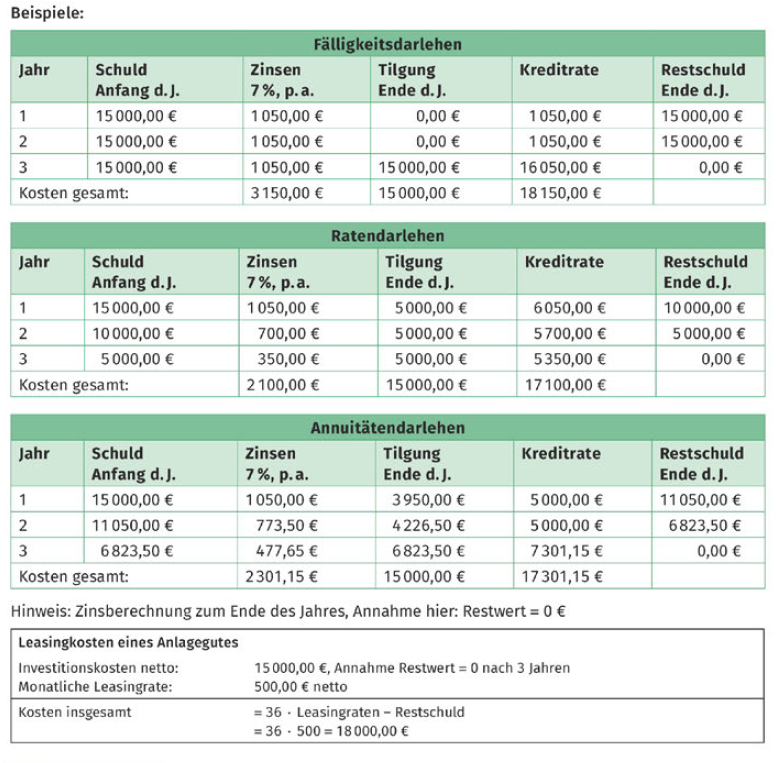 Beispiele:
Fälligkeitsdarlehen
Jahr Schuld Zinsen Tilgung Kreditrate Restschuld
Anfang d. J. 7 %, p. a. Ende d. J. Ende d. J.
1 15 000,00 € 1 050,00 € 0,00 € 1 050,00 € 15 000,00 €
2 15 000,00 € 1 050,00 € 0,00 € 1 050,00 € 15 000,00 €
3 15 000,00 € 1 050,00 € 15 000,00 € 16 050,00 € 0,00 €
Kosten gesamt: 3 150,00 € 15 000,00 € 18 150,00 €
Ratendarlehen
Jahr Schuld Zinsen Tilgung Kreditrate Restschuld
Anfang d. J. 7 %, p. a. Ende d. J. Ende d. J.
1 15 000,00 € 1 050,00 € 5 000,00 € 6 050,00 € 10 000,00 €
2 10 000,00 € 700,00 € 5 000,00 € 5 700,00 € 5 000,00 €
3 5 000,00 € 350,00 € 5 000,00 € 5 350,00 € 0,00 €
Kosten gesamt: 2 100,00 € 15 000,00 € 17 100,00 €
Annuitätendarlehen
Jahr Schuld Zinsen Tilgung Kreditrate Restschuld
Anfang d. J. 7 %, p. a. Ende d. J. Ende d. J.
1 15 000,00 € 1 050,00 € 3 950,00 € 5 000,00 € 11 050,00 €
2 11 050,00 € 773,50 € 4 226,50 € 5 000,00 € 6 823,50 €
3 6 823,50 € 477,65 € 6 823,50 € 7 301,15 € 0,00 €
Kosten gesamt: 2 301,15 € 15 000,00 € 17 301,15 €
Hinweis: Zinsberechnung zum Ende des Jahres, Annahme hier: Restwert = 0 €
Leasingkosten eines Anlagegutes
Investitionskosten netto: 15 000,00 €, Annahme Restwert = 0 nach 3 Jahren
Monatliche Leasingrate: 500,00 € netto
Kosten insgesamt = 36 · Leasingraten – Restschuld
= 36 · 500 = 18 000,00 €